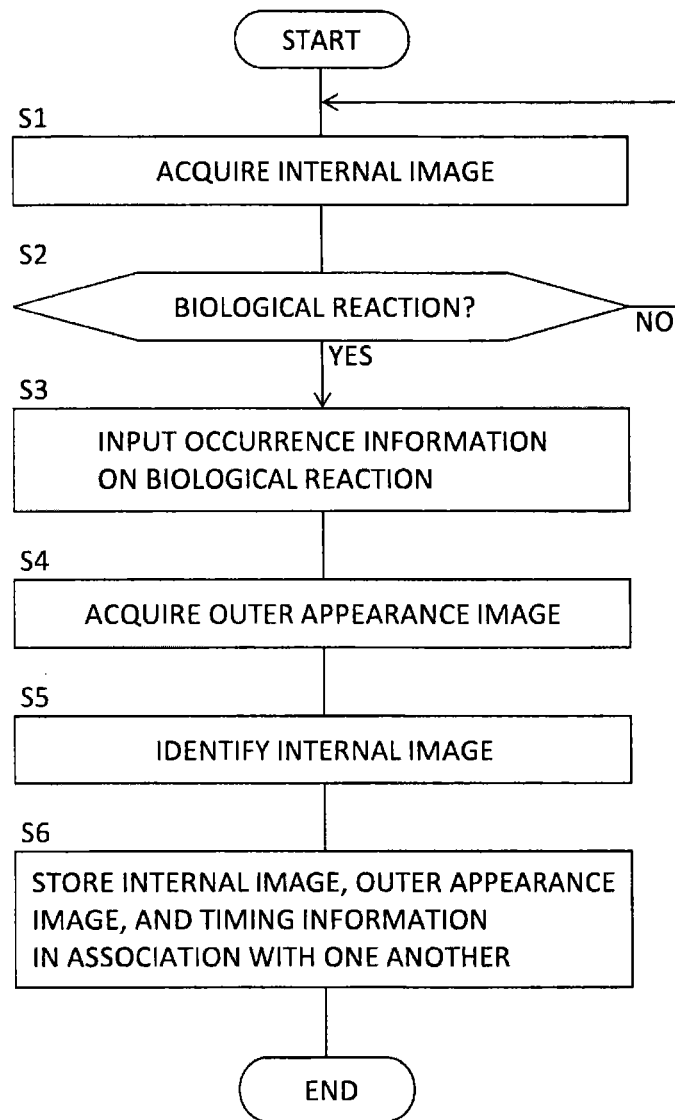 START
S1
ACQUIRE INTERNAL IMAGE
S2
BIOLOGICAL REACTION?
NO
YES
S3
INPUT OCCURRENCE INFORMATION
ON BIOLOGICAL REACTION
S4
ACQUIRE OUTER APPEARANCE IMAGE
S5
IDENTIFY INTERNAL IMAGE
S6
STORE INTERNAL IMAGE, OUTER APPEARANCE
IMAGE, AND TIMING INFORMATION
IN ASSOCIATION WITH ONE ANOTHER
END